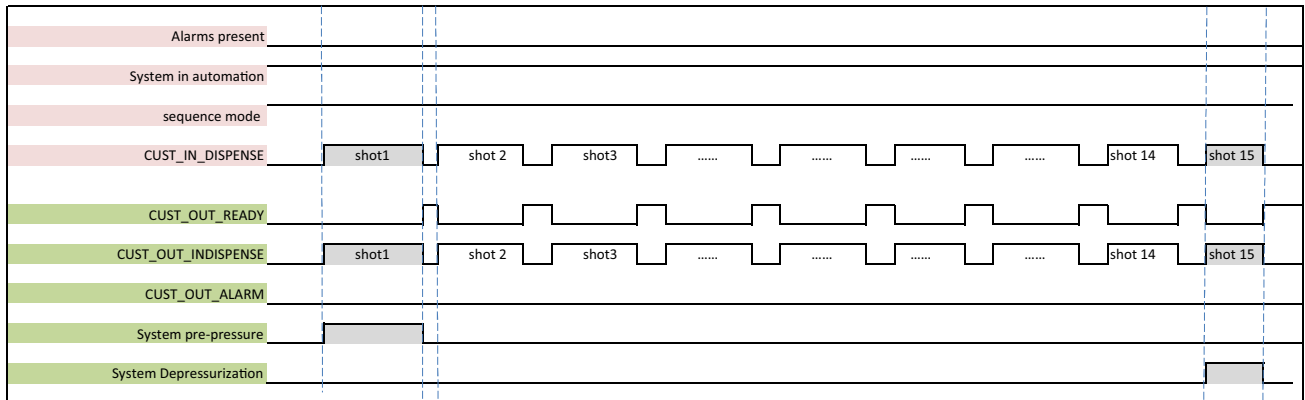 Alarms present
System in automation
sequence mode
CUST_IN_DISPENSE shot1 shot 2 shot3 ...... ...... ...... ...... shot 14 shot 15
CUST_OUT_READY
CUST_OUT_INDISPENSE shot1 shot 2 shot3 ...... ...... ...... ...... shot 14 shot 15
CUST_OUT_ALARM
System pre-pressure
System Depressurization